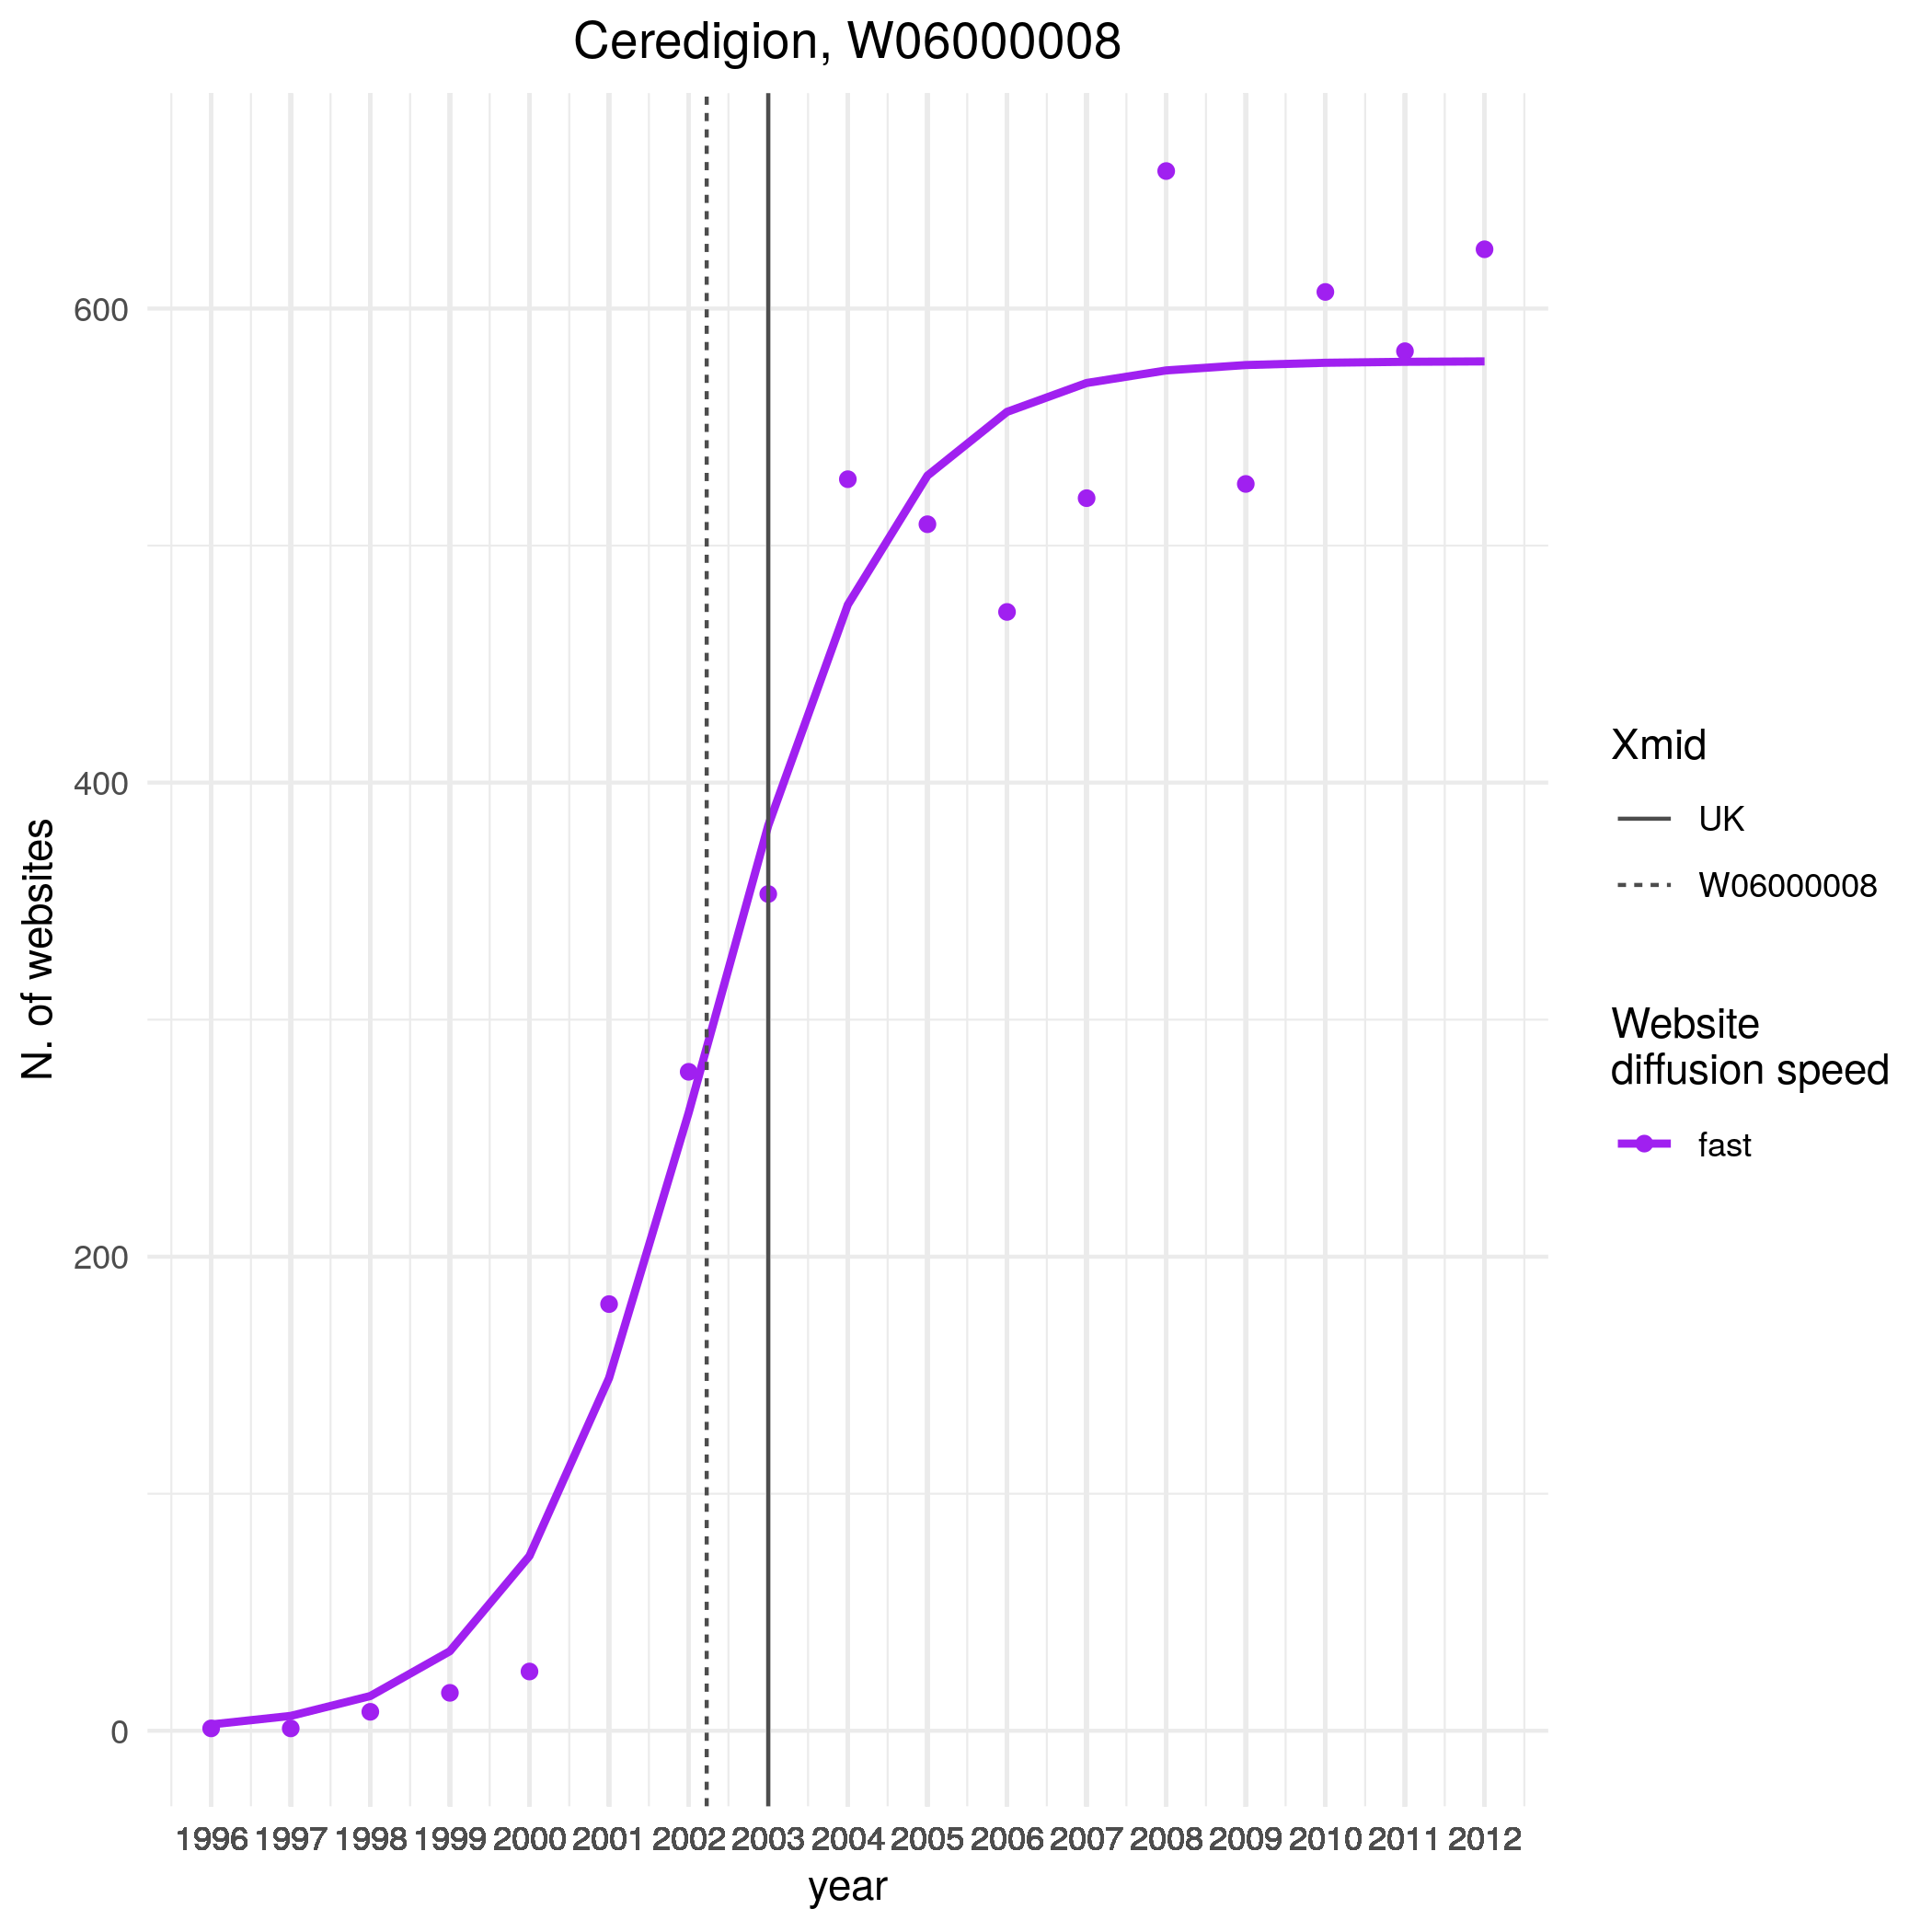 Ceredigion, W06000008
N. of websites
600
400
200
0
1996 1997 1998 1999 2000 2001 2002 2003 2004 2005 2006 2007 2008 2009 2010 2011 2012
year
Xmid
UK
W06000008
Website
diffusion speed
fast